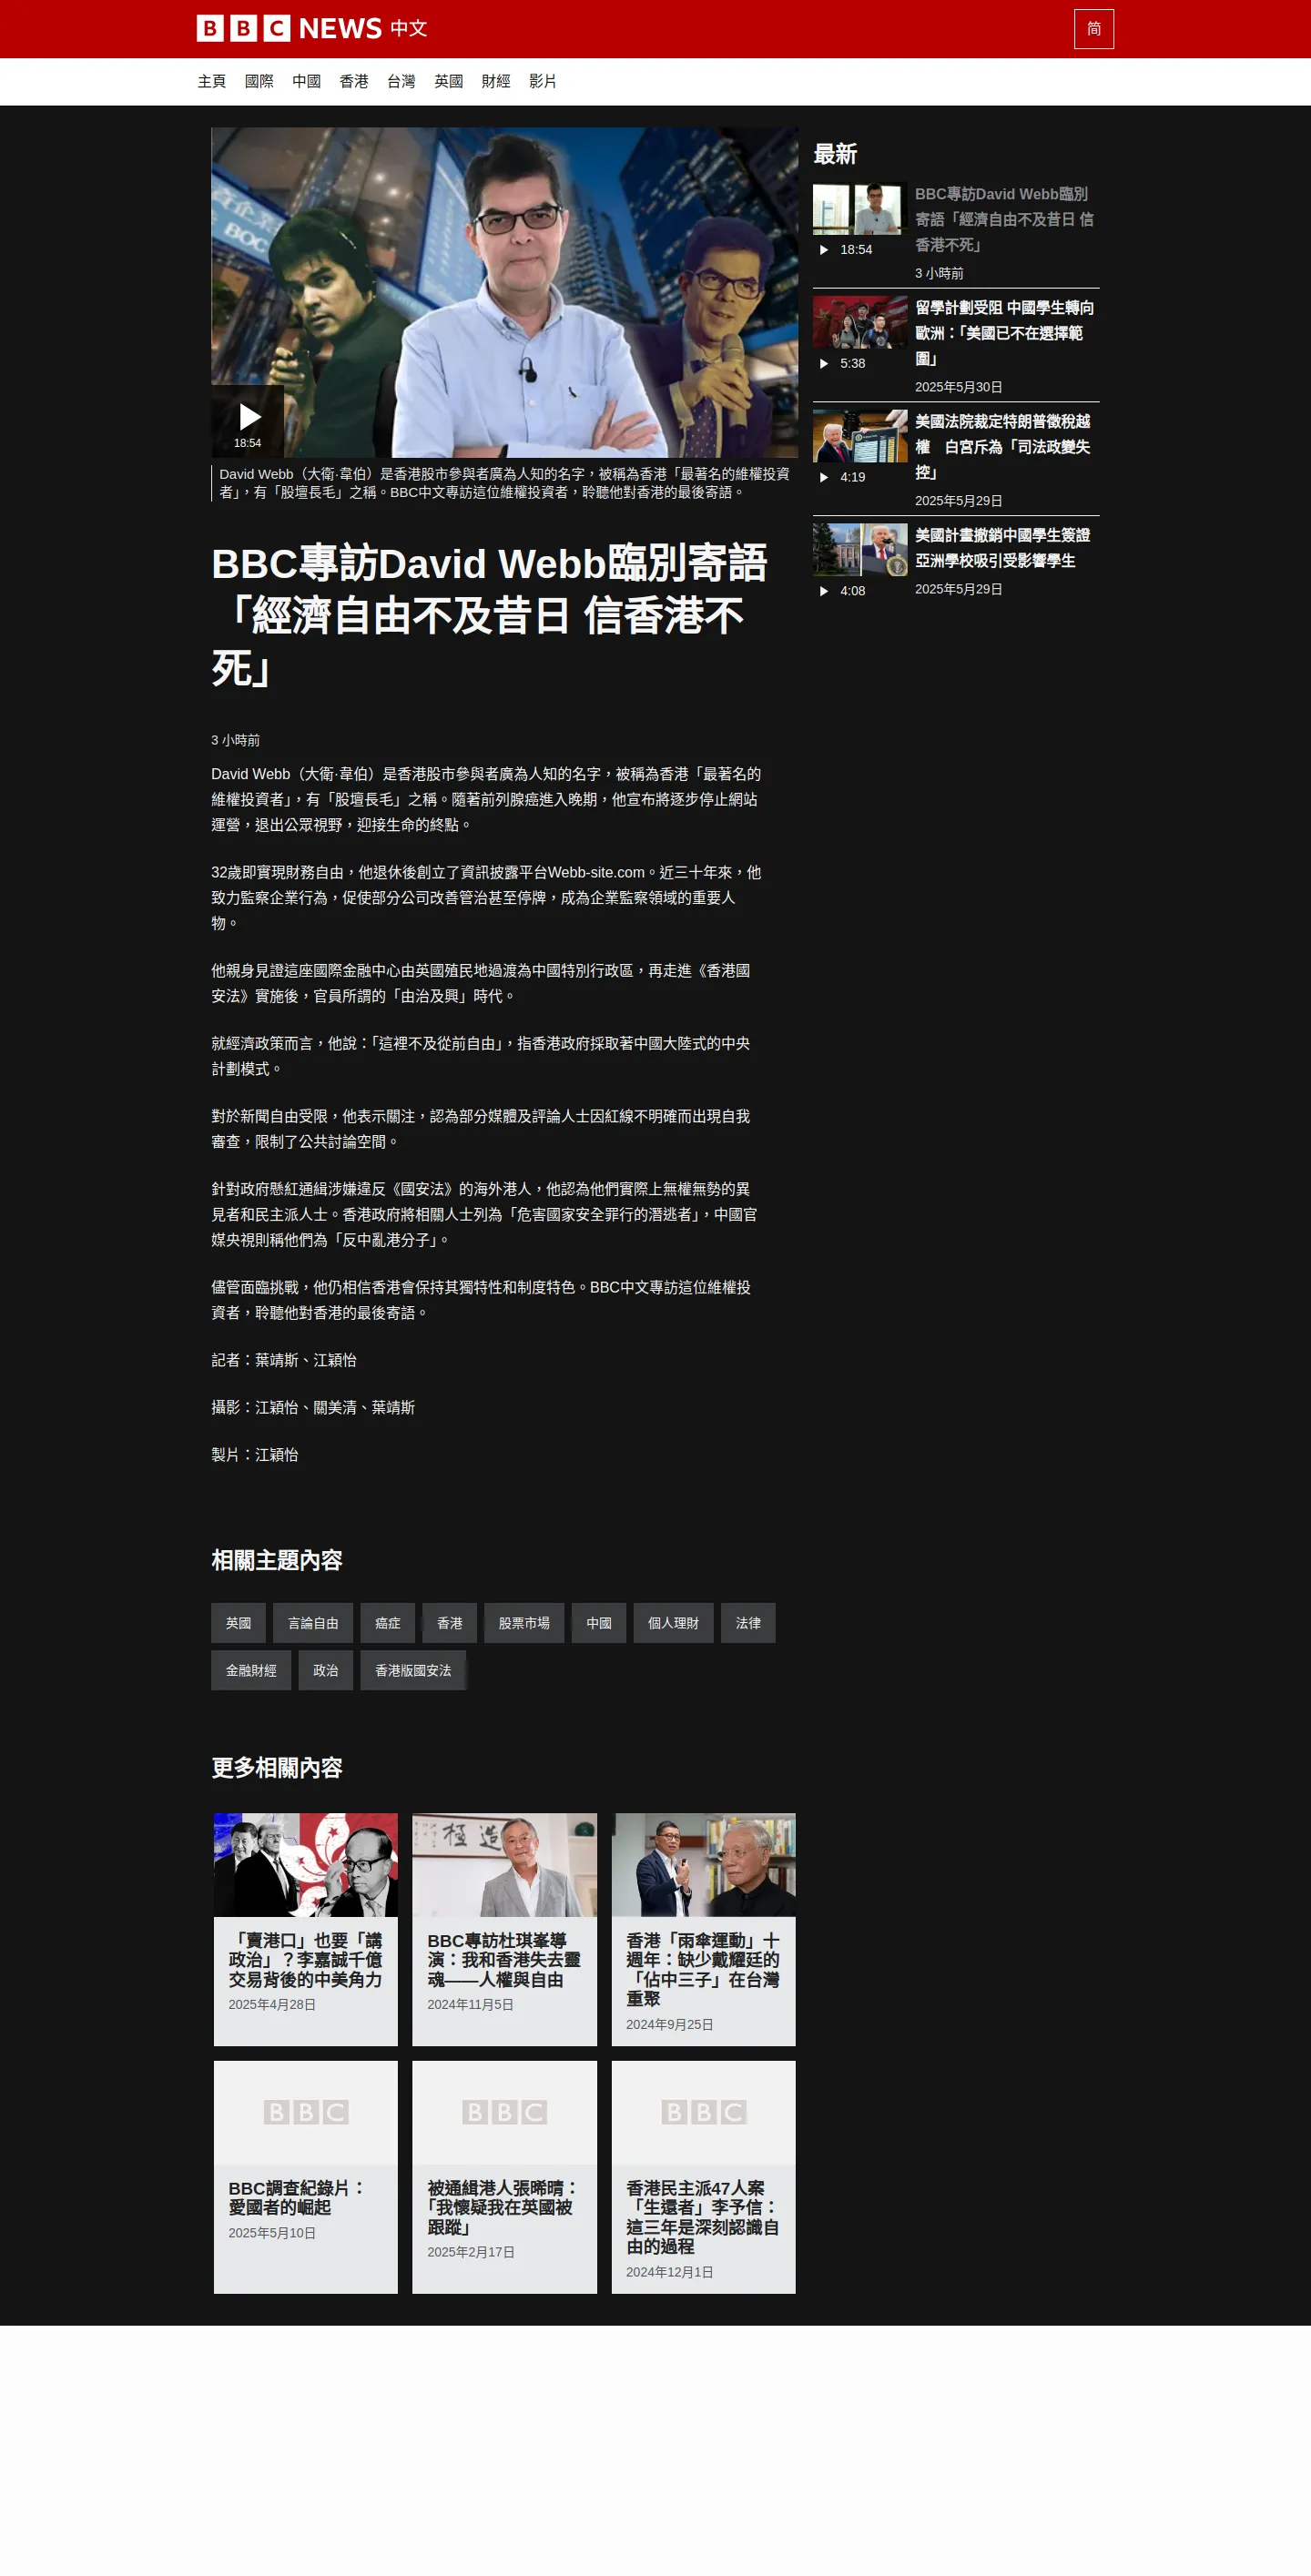 BBC NEWS 中文
简
主頁 國際 中國 香港 台灣 英國 財經 影片
BOC
18:54
David Webb（大衛·韋伯）是香港股市參與者廣為人知的名字，被稱為香港「最著名的維權投資
者」，有「股壇長毛」之稱。BBC中文專訪這位維權投資者，聆聽他對香港的最後寄語。
BBC專訪David Webb臨別寄語
「經濟自由不及昔日 信香港不
死」
3 小時前
David Webb（大衛·韋伯）是香港股市參與者廣為人知的名字，被稱為香港「最著名的
維權投資者」，有「股壇長毛」之稱。隨著前列腺癌進入晚期，他宣布將逐步停止網站
運營，退出公眾視野，迎接生命的終點。
32歲即實現財務自由，他退休後創立了資訊披露平台Webb-site.com。近三十年來，他
致力監察企業行為，促使部分公司改善管治甚至停牌，成為企業監察領域的重要人
物。
他親身見證這座國際金融中心由英國殖民地過渡為中國特別行政區，再走進《香港國
安法》實施後，官員所謂的「由治及興」時代。
就經濟政策而言，他說：「這裡不及從前自由」，指香港政府採取著中國大陸式的中央
計劃模式。
對於新聞自由受限，他表示關注，認為部分媒體及評論人士因紅線不明確而出現自我
審查，限制了公共討論空間。
針對政府懸紅通緝涉嫌違反《國安法》的海外港人，他認為他們實際上無權無勢的異
見者和民主派人士。香港政府將相關人士列為「危害國家安全罪行的潛逃者」，中國官
媒央視則稱他們為「反中亂港分子」。
儘管面臨挑戰，他仍相信香港會保持其獨特性和制度特色。BBC中文專訪這位維權投
資者，聆聽他對香港的最後寄語。
記者：葉靖斯、江穎怡
攝影：江穎怡、關美清、葉靖斯
製片：江穎怡
最新
BBC專訪David Webb臨別
寄語「經濟自由不及昔日 信
香港不死」
18:54
3 小時前
留學計劃受阻 中國學生轉向
歐洲：「美國已不在選擇範
圍」
5:38
2025年5月30日
美國法院裁定特朗普徵稅越
權　白宮斥為「司法政變失
控」
4:19
2025年5月29日
美國計畫撤銷中國學生簽證
亞洲學校吸引受影響學生
4:08
2025年5月29日
相關主題內容
英國 言論自由 癌症 香港 股票市場 中國 個人理財 法律
金融財經 政治 香港版國安法
更多相關內容
「賣港口」也要「講
政治」？李嘉誠千億
交易背後的中美角力
2025年4月28日
BBC專訪杜琪峯導
演：我和香港失去靈
魂——人權與自由
2024年11月5日
香港「雨傘運動」十
週年：缺少戴耀廷的
「佔中三子」在台灣
重聚
2024年9月25日
BBC
BBC調查紀錄片：
愛國者的崛起
2025年5月10日
BBC
被通緝港人張晞晴：
「我懷疑我在英國被
跟蹤」
2025年2月17日
BBC
香港民主派47人案
「生還者」李予信：
這三年是深刻認識自
由的過程
2024年12月1日